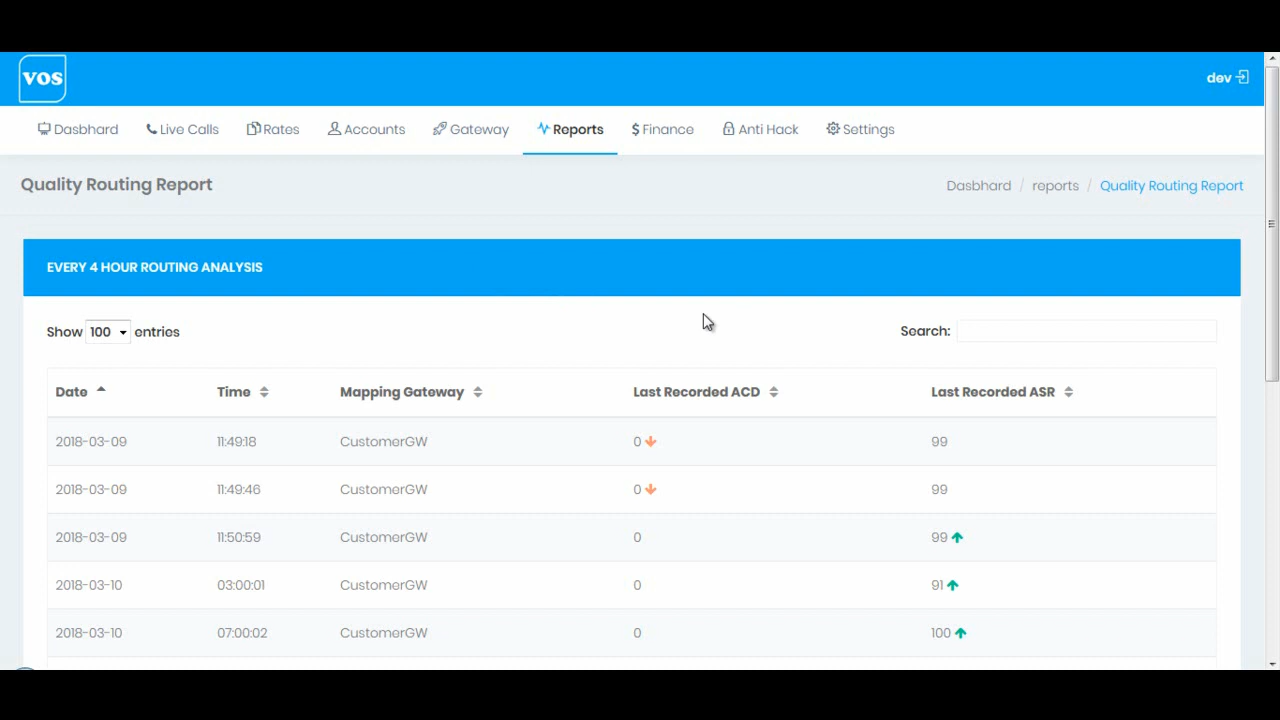 vos
dev
Dasbhard Live Calls Rates Accounts Gateway Reports $ Finance Anti Hack Settings
Quality Routing Report Dasbhard / reports / Quality Routing Report
EVERY 4 HOUR ROUTING ANALYSIS
Show 100 entries Search:
Date Time Mapping Gateway Last Recorded ACD Last Recorded ASR
2018-03-09 11:49:18 CustomerGW 0 99
2018-03-09 11:49:46 CustomerGW 0 99
2018-03-09 11:50:59 CustomerGW 0 99
2018-03-10 03:00:01 CustomerGW 0 91
2018-03-10 07:00:02 CustomerGW 0 100